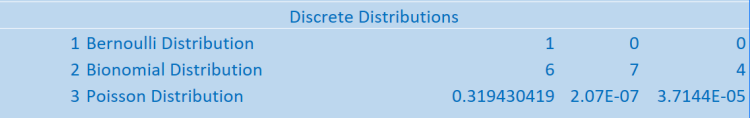 Discrete Distributions
1 Bernoulli Distribution 1 0 0
2 Bionomial Distribution 6 7 4
3 Poisson Distribution 0.319430419 2.07E-07 3.7144E-05